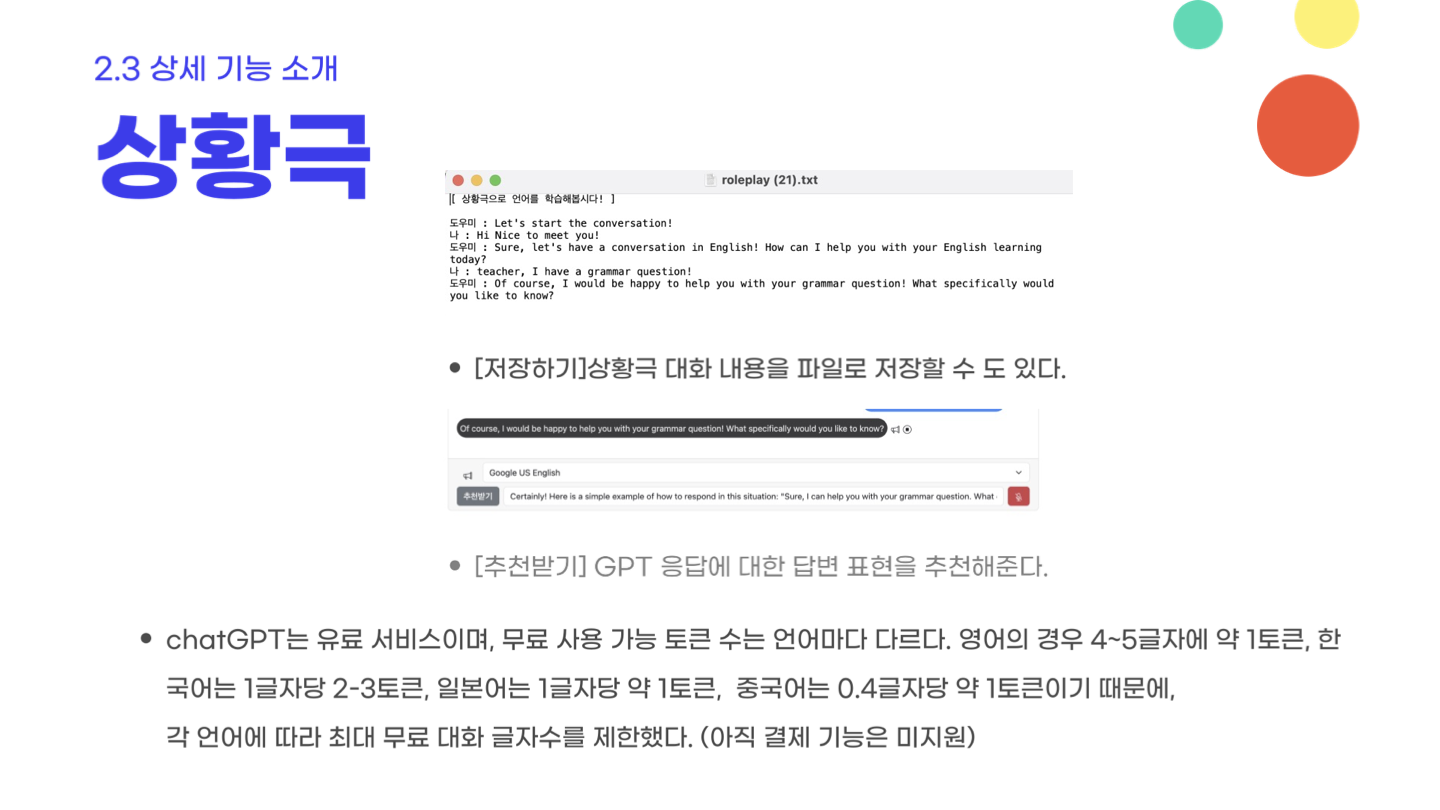 2.3 상세 기능 소개
상황극
roleplay (21).txt
[ 상황극으로 언어를 학습해봅시다! ]
도우미 : Let's start the conversation!
나 : Hi Nice to meet you!
도우미 : Sure, let's have a conversation in English! How can I help you with your English learning
today?
나 : teacher, I have a grammar question!
도우미 : Of course, I would be happy to help you with your grammar question! What specifically would
you like to know?
• [저장하기]상황극 대화 내용을 파일로 저장할 수 도 있다.
Of course, I would be happy to help you with your grammar question! What specifically would you like to know?
Google US English
추천받기 Certainly! Here is a simple example of how to respond in this situation: "Sure, I can help you with your grammar question. What
• [추천받기] GPT 응답에 대한 답변 표현을 추천해준다.
• chatGPT는 유료 서비스이며, 무료 사용 가능 토큰 수는 언어마다 다르다. 영어의 경우 4~5글자에 약 1토큰, 한
국어는 1글자당 2-3토큰, 일본어는 1글자당 약 1토큰, 중국어는 0.4글자당 약 1토큰이기 때문에,
각 언어에 따라 최대 무료 대화 글자수를 제한했다. (아직 결제 기능은 미지원)